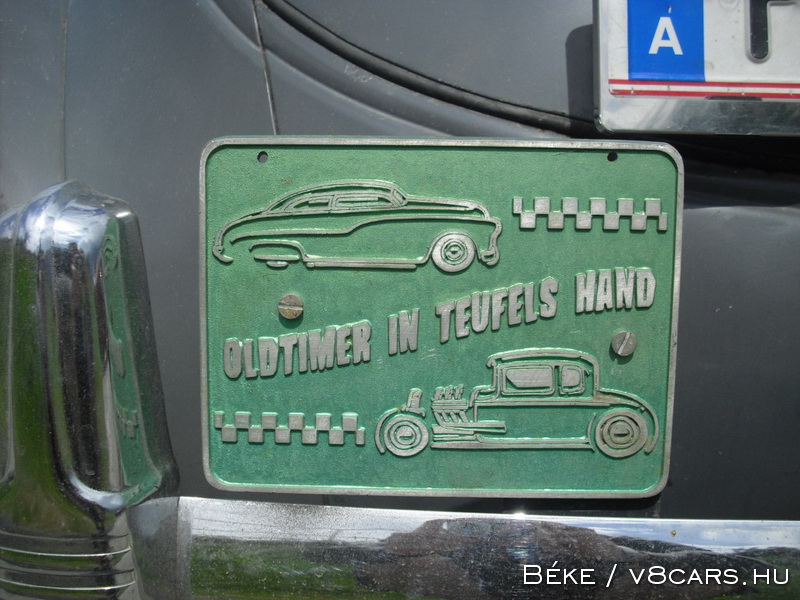 A
OLDTIMER IN TEUFELS HAND
BÉKE / V8CARS.HU